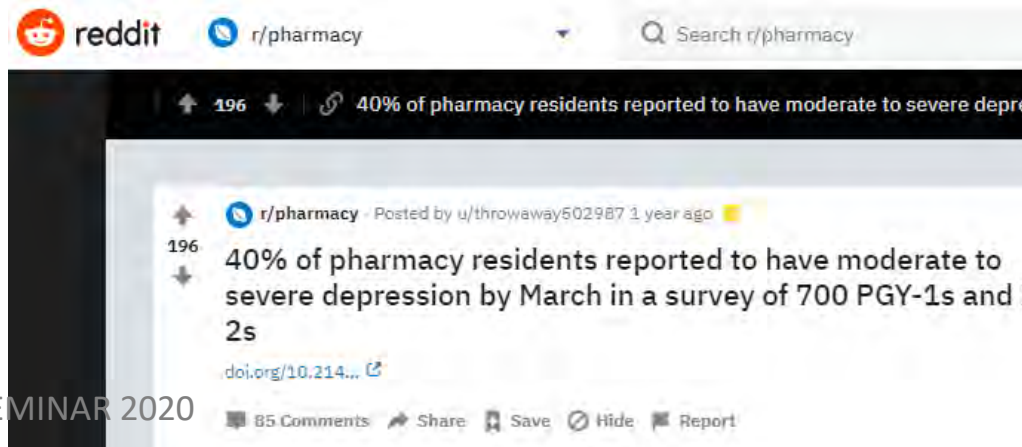 reddit r/pharmacy Search r/pharmacy
196 40% of pharmacy residents reported to have moderate to severe depre
r/pharmacy · Posted by u/throwaway502987 1 year ago
196
40% of pharmacy residents reported to have moderate to
severe depression by March in a survey of 700 PGY-1s and
2s
doi.org/10.214...
EMINAR 2020
85 Comments Share Save Hide Report